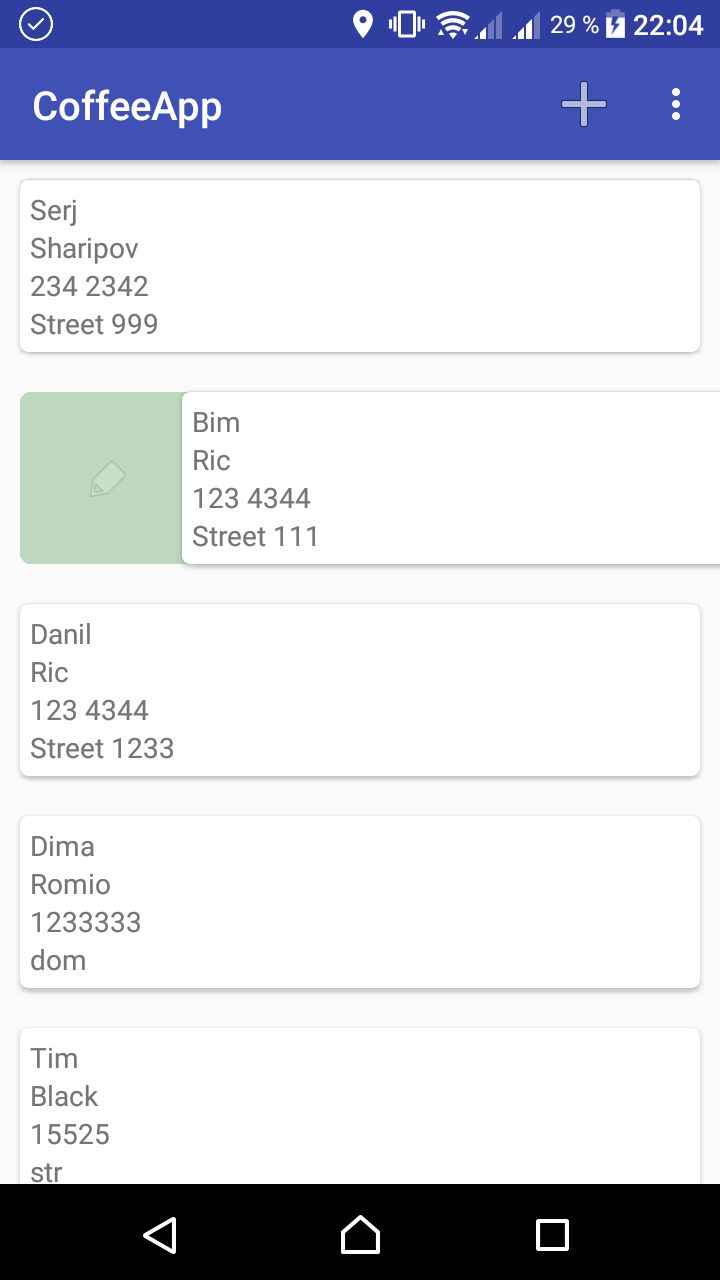 29 % 22:04
CoffeeApp
Serj
Sharipov
234 2342
Street 999
Bim
Ric
123 4344
Street 111
Danil
Ric
123 4344
Street 1233
Dima
Romio
1233333
dom
Tim
Black
15525
str